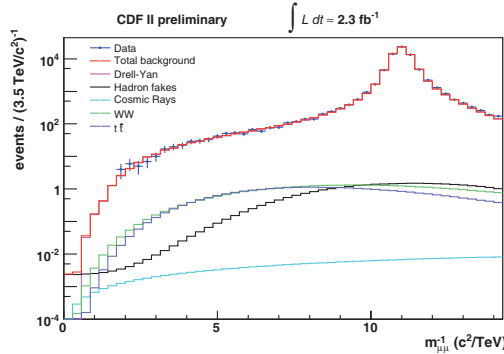 CDF II preliminary
∫ L dt = 2.3 fb⁻¹
events / (3.5 TeV/c²)⁻¹
Data
Total background
Drell-Yan
Hadron fakes
Cosmic Rays
WW
t t̄
10⁴
10²
1
10⁻²
10⁻⁴
0 5 10
m⁻¹μμ (c²/TeV)